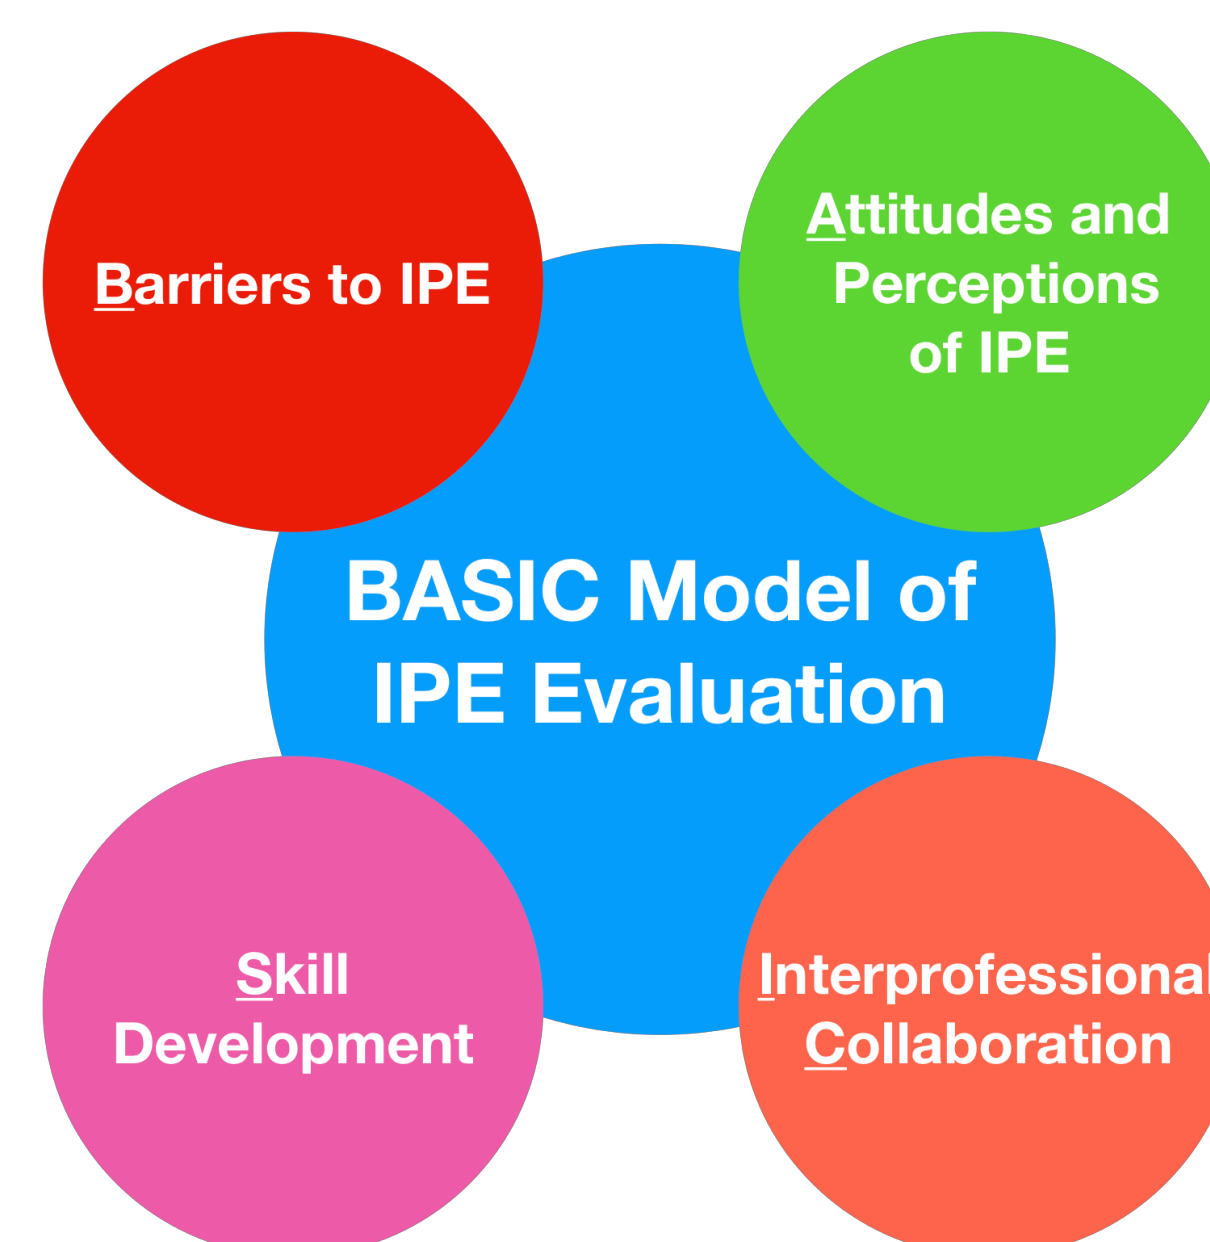 Barriers to IPE
Attitudes and
Perceptions
of IPE
BASIC Model of
IPE Evaluation
Skill
Development
Interprofessional
Collaboration